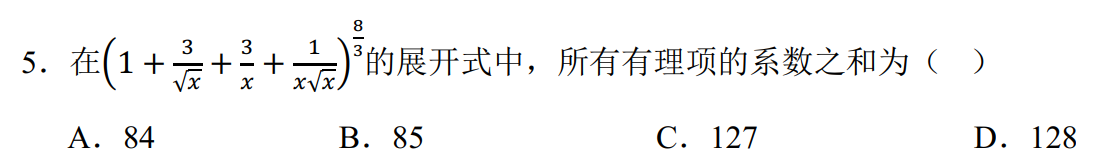 5．在(1 + 3/√x + 3/x + 1/(x√x))^(8/3)的展开式中，所有有理项的系数之和为（ ）
A．84 B．85 C．127 D．128